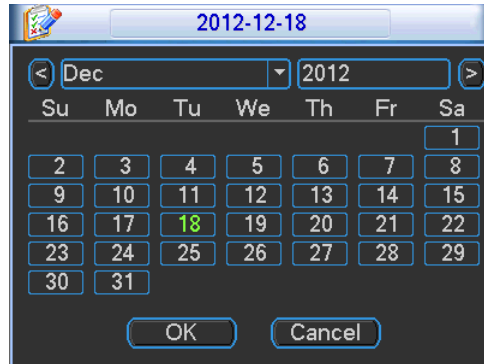 2012-12-18
< Dec 2012 >
Su Mo Tu We Th Fr Sa
1
2 3 4 5 6 7 8
9 10 11 12 13 14 15
16 17 18 19 20 21 22
23 24 25 26 27 28 29
30 31
OK Cancel